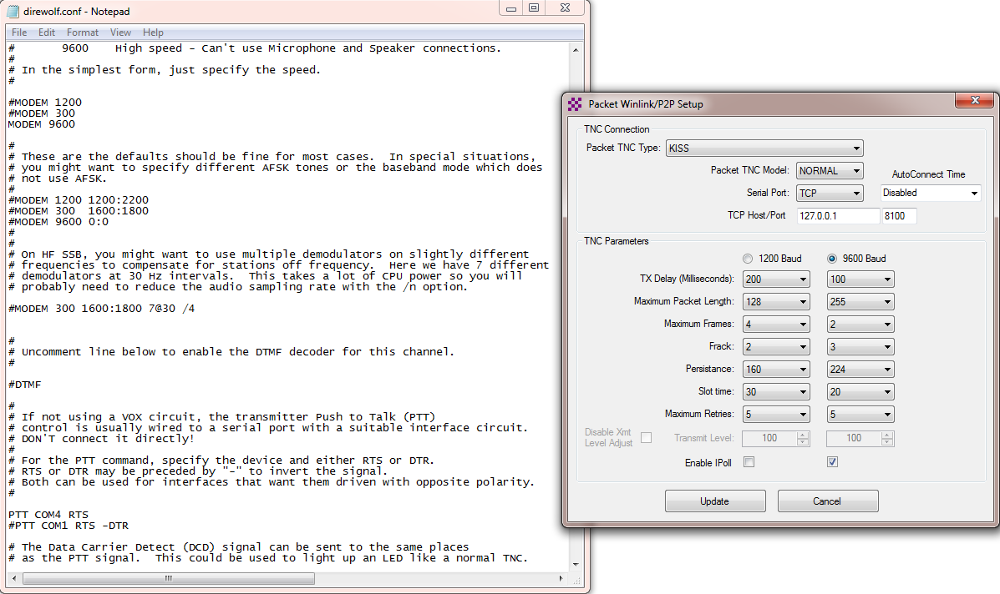 direwolf.conf - Notepad
File Edit Format View Help
#       9600    High speed - Can't use Microphone and Speaker connections.
#
# In the simplest form, just specify the speed.
#
#MODEM 1200
#MODEM 300
MODEM 9600
#
# These are the defaults should be fine for most cases.  In special situations,
# you might want to specify different AFSK tones or the baseband mode which does
# not use AFSK.
#
#MODEM 1200 1200:2200
#MODEM 300  1600:1800
#MODEM 9600 0:0
#
#
# On HF SSB, you might want to use multiple demodulators on slightly different
# frequencies to compensate for stations off frequency.  Here we have 7 different
# demodulators at 30 Hz intervals.  This takes a lot of CPU power so you will
# probably need to reduce the audio sampling rate with the /n option.
#MODEM 300 1600:1800 7@30 /4
#
# Uncomment line below to enable the DTMF decoder for this channel.
#
#DTMF
#
# If not using a VOX circuit, the transmitter Push to Talk (PTT)
# control is usually wired to a serial port with a suitable interface circuit.
# DON'T connect it directly!
#
# For the PTT command, specify the device and either RTS or DTR.
# RTS or DTR may be preceded by "-" to invert the signal.
# Both can be used for interfaces that want them driven with opposite polarity.
#
PTT COM4 RTS
#PTT COM1 RTS -DTR
# The Data Carrier Detect (DCD) signal can be sent to the same places
# as the PTT signal.  This could be used to light up an LED like a normal TNC.
Packet Winlink/P2P Setup
TNC Connection
Packet TNC Type: KISS
Packet TNC Model: NORMAL
AutoConnect Time
Serial Port: TCP Disabled
TCP Host/Port 127.0.0.1 8100
TNC Parameters
1200 Baud 9600 Baud
TX Delay (Milliseconds): 200 100
Maximum Packet Length: 128 255
Maximum Frames: 4 2
Frack: 2 3
Persistance: 160 224
Slot time: 30 20
Maximum Retries: 5 5
Disable Xmt
Level Adjust
Transmit Level: 100 100
Enable IPoll
Update Cancel